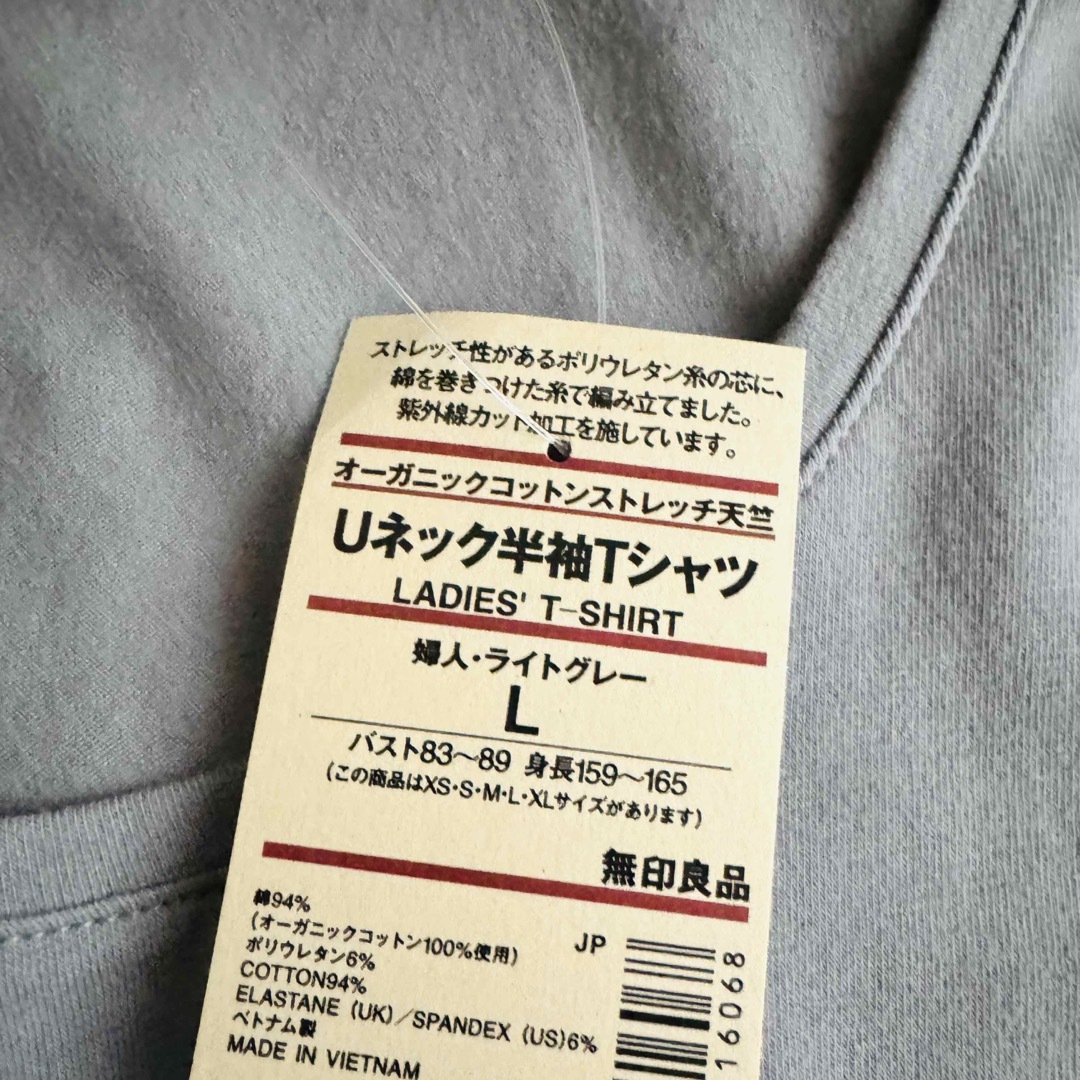 ストレッチ性があるポリウレタン糸の芯に、
綿を巻きつけた糸で編み立てました。
紫外線カット加工を施しています。
オーガニックコットンストレッチ天竺
Uネック半袖Tシャツ
LADIES' T-SHIRT
婦人・ライトグレー
L
バスト83〜89 身長159〜165
(この商品はXS・S・M・L・XLサイズがあります)
無印良品
綿94%
(オーガニックコットン100%使用)
ポリウレタン6%
COTTON94%
ELASTANE (UK)/SPANDEX (US)6%
ベトナム製
MADE IN VIETNAM
JP
16068